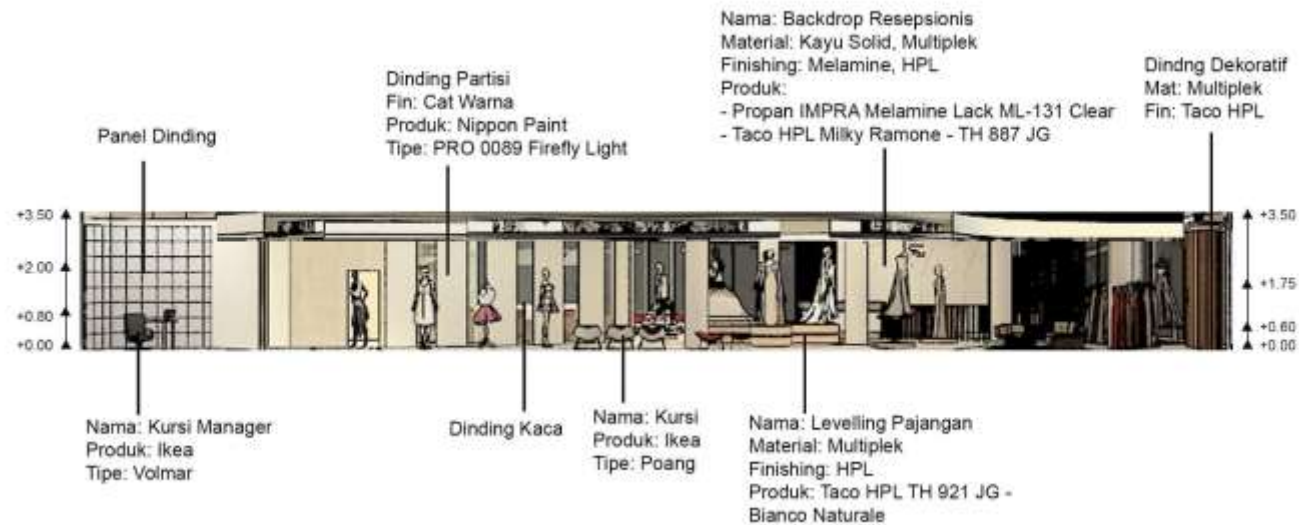 Nama: Backdrop Resepsionis
Material: Kayu Solid, Multiplek
Finishing: Melamine, HPL
Produk:
- Propan IMPRA Melamine Lack ML-131 Clear
- Taco HPL Milky Ramone - TH 887 JG
Dindng Dekoratif
Mat: Multiplek
Fin: Taco HPL
Dinding Partisi
Fin: Cat Warna
Produk: Nippon Paint
Tipe: PRO 0089 Firefly Light
Panel Dinding
+3.50
+2.00
+0.80
+0.00
+3.50
+1.75
+0.60
+0.00
Nama: Kursi Manager
Produk: Ikea
Tipe: Volmar
Dinding Kaca
Nama: Kursi
Produk: Ikea
Tipe: Poang
Nama: Levelling Pajangan
Material: Multiplek
Finishing: HPL
Produk: Taco HPL TH 921 JG -
Bianco Naturale